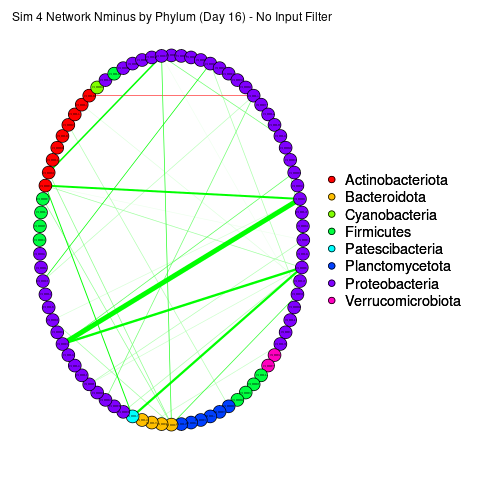 Sim 4 Network Nminus by Phylum (Day 16) - No Input Filter
Actinobacteriota
Bacteroidota
Cyanobacteria
Firmicutes
Patescibacteria
Planctomycetota
Proteobacteria
Verrucomicrobiota